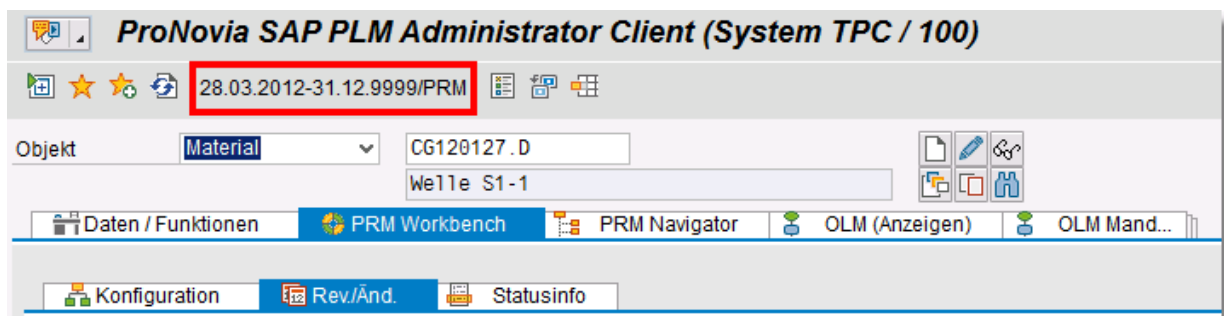 ProNovia SAP PLM Administrator Client (System TPC / 100)
28.03.2012-31.12.9999/PRM
Objekt Material CG120127.D
Welle S1-1
Daten / Funktionen PRM Workbench PRM Navigator OLM (Anzeigen) OLM Mand...
Konfiguration Rev./Änd. Statusinfo